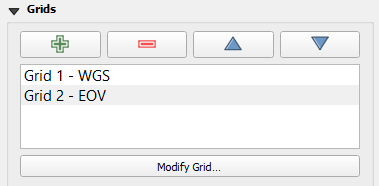 Grids
Grid 1 - WGS
Grid 2 - EOV
Modify Grid...